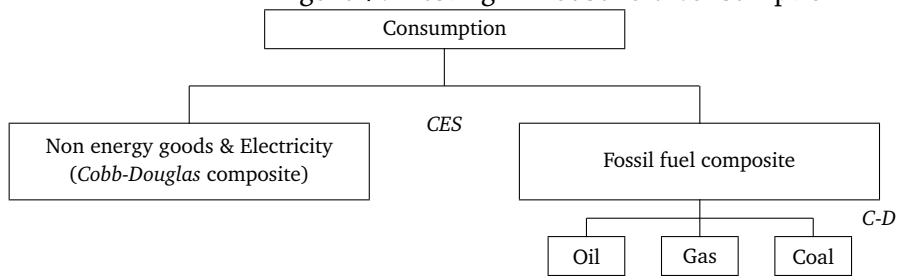 Consumption
CES
Non energy goods & Electricity
(Cobb-Douglas composite)
Fossil fuel composite
C-D
Oil
Gas
Coal